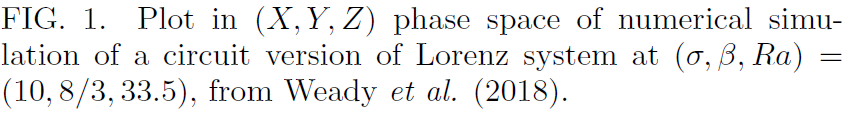 FIG. 1. Plot in (X, Y, Z) phase space of numerical simu-
lation of a circuit version of Lorenz system at (σ, β, Ra) =
(10, 8/3, 33.5), from Weady et al. (2018).